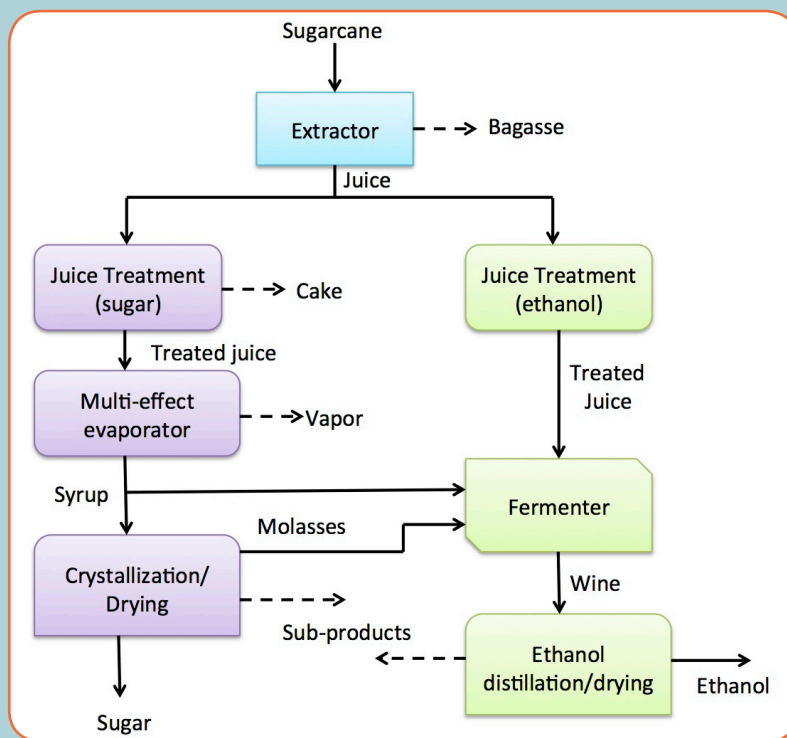 Sugarcane
Extractor
Bagasse
Juice
Juice Treatment
(sugar)
Cake
Juice Treatment
(ethanol)
Treated juice
Treated
Juice
Multi-effect
evaporator
Vapor
Syrup
Fermenter
Molasses
Crystallization/
Drying
Wine
Sub-products
Ethanol
distillation/drying
Ethanol
Sugar